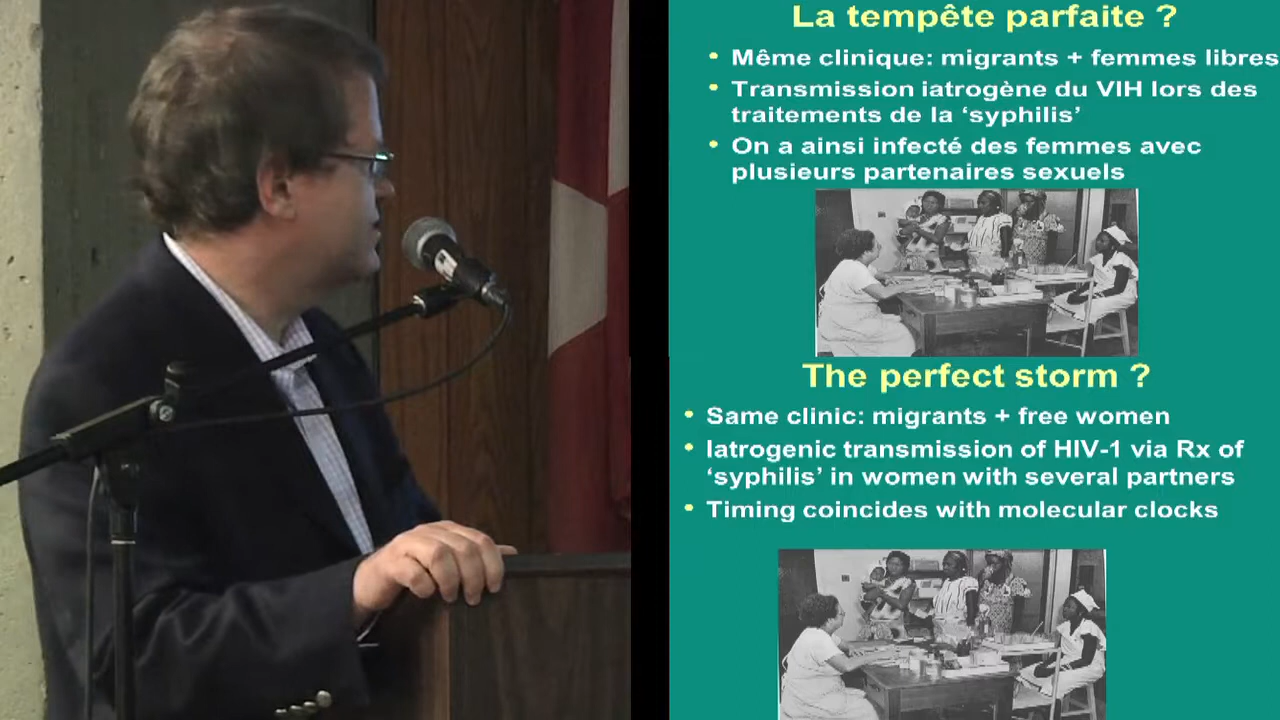 La tempête parfaite ?
• Même clinique: migrants + femmes libres
• Transmission iatrogène du VIH lors des
traitements de la ‘syphilis’
• On a ainsi infecté des femmes avec
plusieurs partenaires sexuels
The perfect storm ?
• Same clinic: migrants + free women
• Iatrogenic transmission of HIV-1 via Rx of
‘syphilis’ in women with several partners
• Timing coincides with molecular clocks